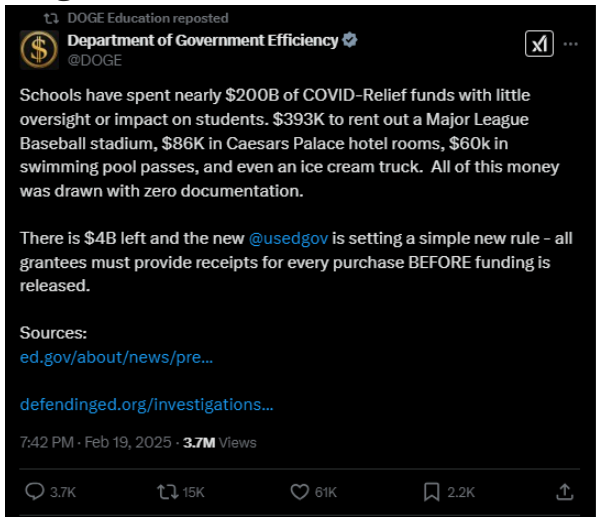 DOGE Education reposted
Department of Government Efficiency
@DOGE
Schools have spent nearly $200B of COVID-Relief funds with little
oversight or impact on students. $393K to rent out a Major League
Baseball stadium, $86K in Caesars Palace hotel rooms, $60k in
swimming pool passes, and even an ice cream truck. All of this money
was drawn with zero documentation.
There is $4B left and the new @usedgov is setting a simple new rule - all
grantees must provide receipts for every purchase BEFORE funding is
released.
Sources:
ed.gov/about/news/pre...
defendinged.org/investigations...
7:42 PM · Feb 19, 2025 · 3.7M Views
3.7K 15K 61K 2.2K